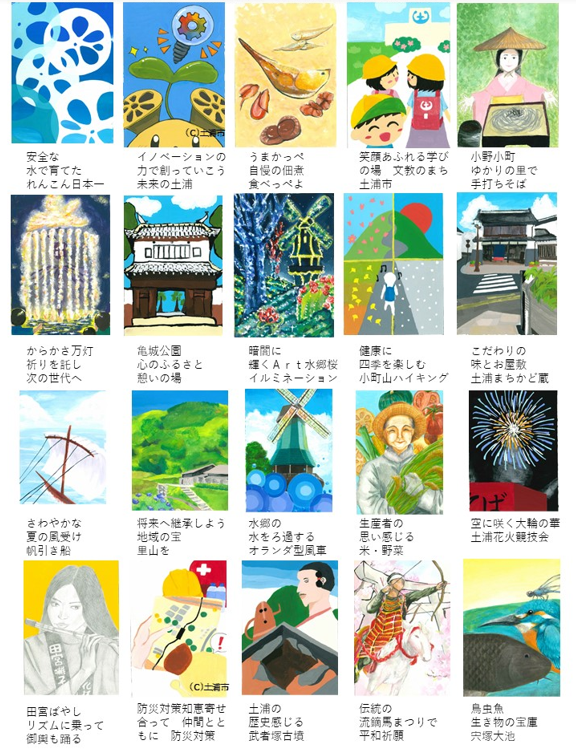 (C)土浦市
安全な
水で育てた
れんこん日本一
イノベーションの
力で創っていこう
未来の土浦
うまかっぺ
自慢の佃煮
食べっぺよ
笑顔あふれる学び
の場　文教のまち
土浦市
小野小町
ゆかりの里で
手打ちそば
からかさ万灯
祈りを託し
次の世代へ
亀城公園
心のふるさと
憩いの場
暗闇に
輝くＡｒｔ水郷桜
イルミネーション
健康に
四季を楽しむ
小町山ハイキング
こだわりの
味とお屋敷
土浦まちかど蔵
さわやかな
夏の風受け
帆引き船
将来へ継承しよう
地域の宝
里山を
水郷の
水をろ過する
オランダ型風車
生産者の
思い感じる
米・野菜
ば
空に咲く大輪の華
土浦花火競技会
田宮
(C)土浦市
田宮ばやし
リズムに乗って
御輿も踊る
防災対策知恵寄せ
合って　仲間とと
もに　防災対策
土浦の
歴史感じる
武者塚古墳
伝統の
流鏑馬まつりで
平和祈願
鳥虫魚
生き物の宝庫
宍塚大池